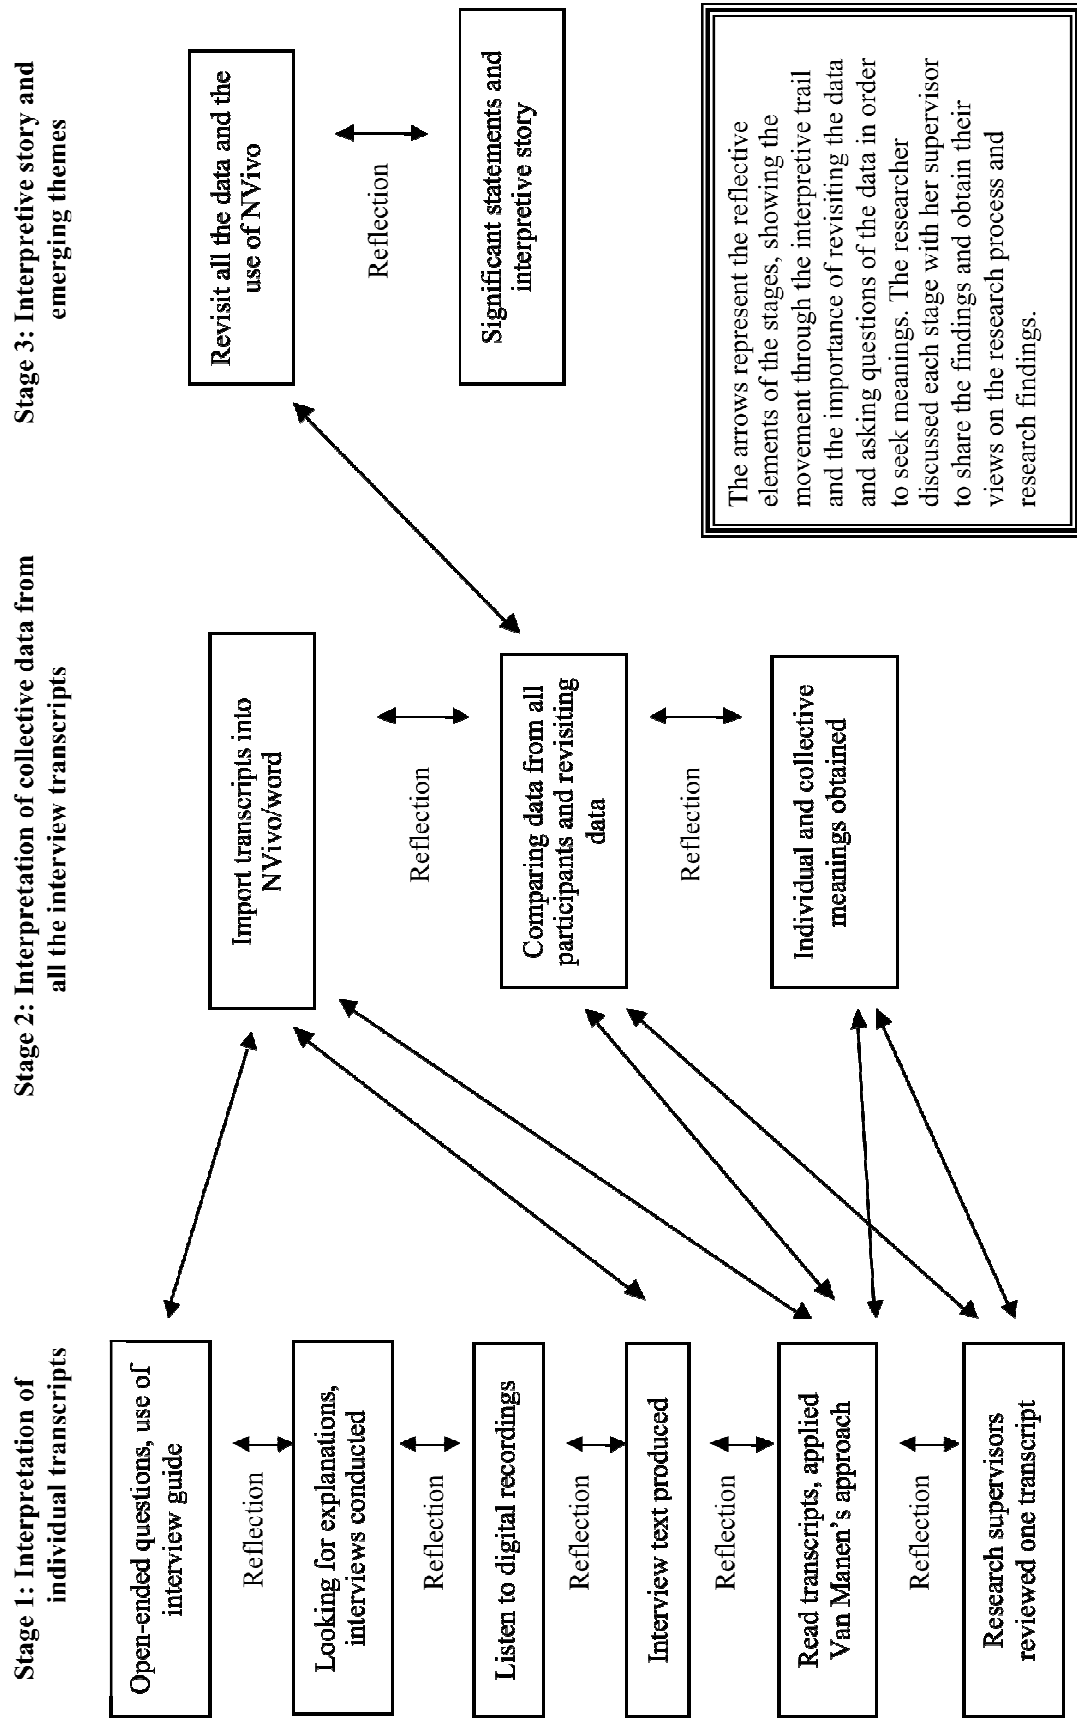 Stage 1: Interpretation of
individual transcripts
Open-ended questions, use of
interview guide
Reflection
Looking for explanations,
interviews conducted
Reflection
Listen to digital recordings
Reflection
Interview text produced
Reflection
Read transcripts, applied
Van Manen's approach
Reflection
Research supervisors
reviewed one transcript
Stage 2: Interpretation of collective data from
all the interview transcripts
Import transcripts into
NVivo/word
Reflection
Comparing data from all
participants and revisiting
data
Reflection
Individual and collective
meanings obtained
Stage 3: Interpretive story and
emerging themes
Revisit all the data and the
use of NVivo
Reflection
Significant statements and
interpretive story
The arrows represent the reflective
elements of the stages, showing the
movement through the interpretive trail
and the importance of revisiting the data
and asking questions of the data in order
to seek meanings. The researcher
discussed each stage with her supervisor
to share the findings and obtain their
views on the research process and
research findings.